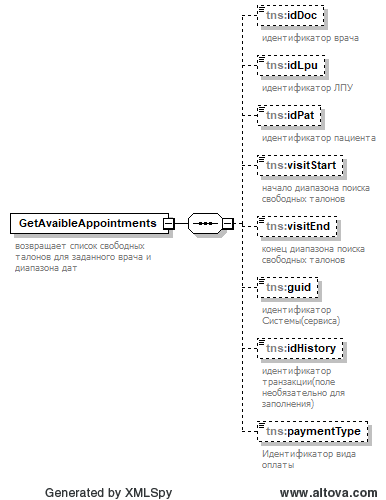 tns:idDoc
идентификатор врача
tns:idLpu
идентификатор ЛПУ
tns:idPat
идентификатор пациента
tns:visitStart
начало диапазона поиска
свободных талонов
GetAvaibleAppointments
возвращает список свободных
талонов для заданного врача и
диапазона дат
tns:visitEnd
конец диапазона поиска
свободных талонов
tns:guid
идентификатор
Системы(сервиса)
tns:idHistory
идентификатор
транзакции(поле
необязательно для
заполнения)
tns:paymentType
Идентификатор вида
оплаты
Generated by XMLSpy
www.altova.com